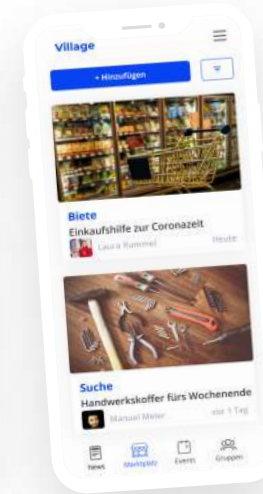 Village
+ Hinzufügen
Biete
Einkaufshilfe zur Coronazeit
Laura Rummel Heute
Suche
Handwerkskoffer fürs Wochenende
Manuel Meier vor 1 Tag
News Marktplatz Events Gruppen